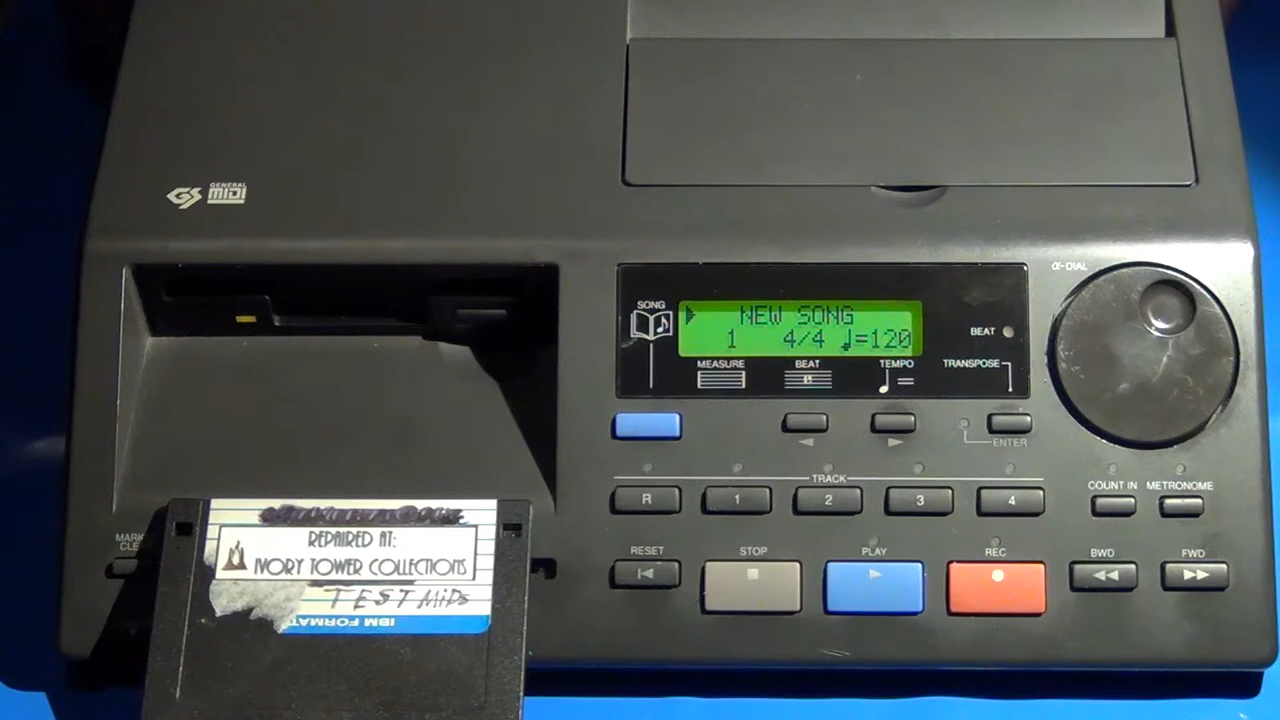 GS GENERAL MIDI
α-DIAL
SONG
NEW SONG
1 4/4 ♩=120
BEAT
MEASURE BEAT TEMPO TRANSPOSE
♩ =
ENTER
TRACK
COUNT IN METRONOME
R 1 2 3 4
RESET STOP PLAY REC BWD FWD
MARK
REPAIRED AT:
IVORY TOWER COLLECTIONS
TEST MiDs
IBM FORMAT